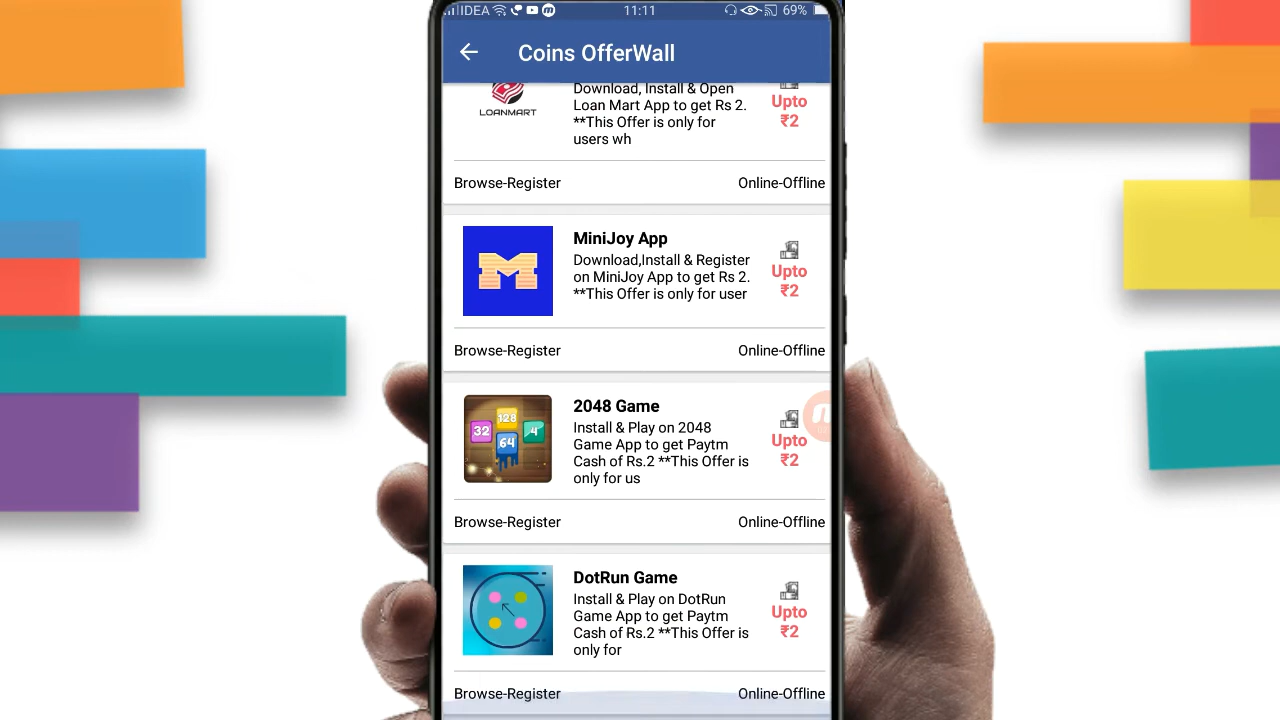 IDEA 11:11 69%
Coins OfferWall
LOANMART
Download, Install & Open
Loan Mart App to get Rs 2.
**This Offer is only for
users wh
Upto
₹2
Browse-Register Online-Offline
M
MiniJoy App
Download,Install & Register
on MiniJoy App to get Rs 2.
**This Offer is only for user
Upto
₹2
Browse-Register Online-Offline
128
32
4
64
2048 Game
Install & Play on 2048
Game App to get Paytm
Cash of Rs.2 **This Offer is
only for us
Upto
₹2
Browse-Register Online-Offline
DotRun Game
Install & Play on DotRun
Game App to get Paytm
Cash of Rs.2 **This Offer is
only for
Upto
₹2
Browse-Register Online-Offline